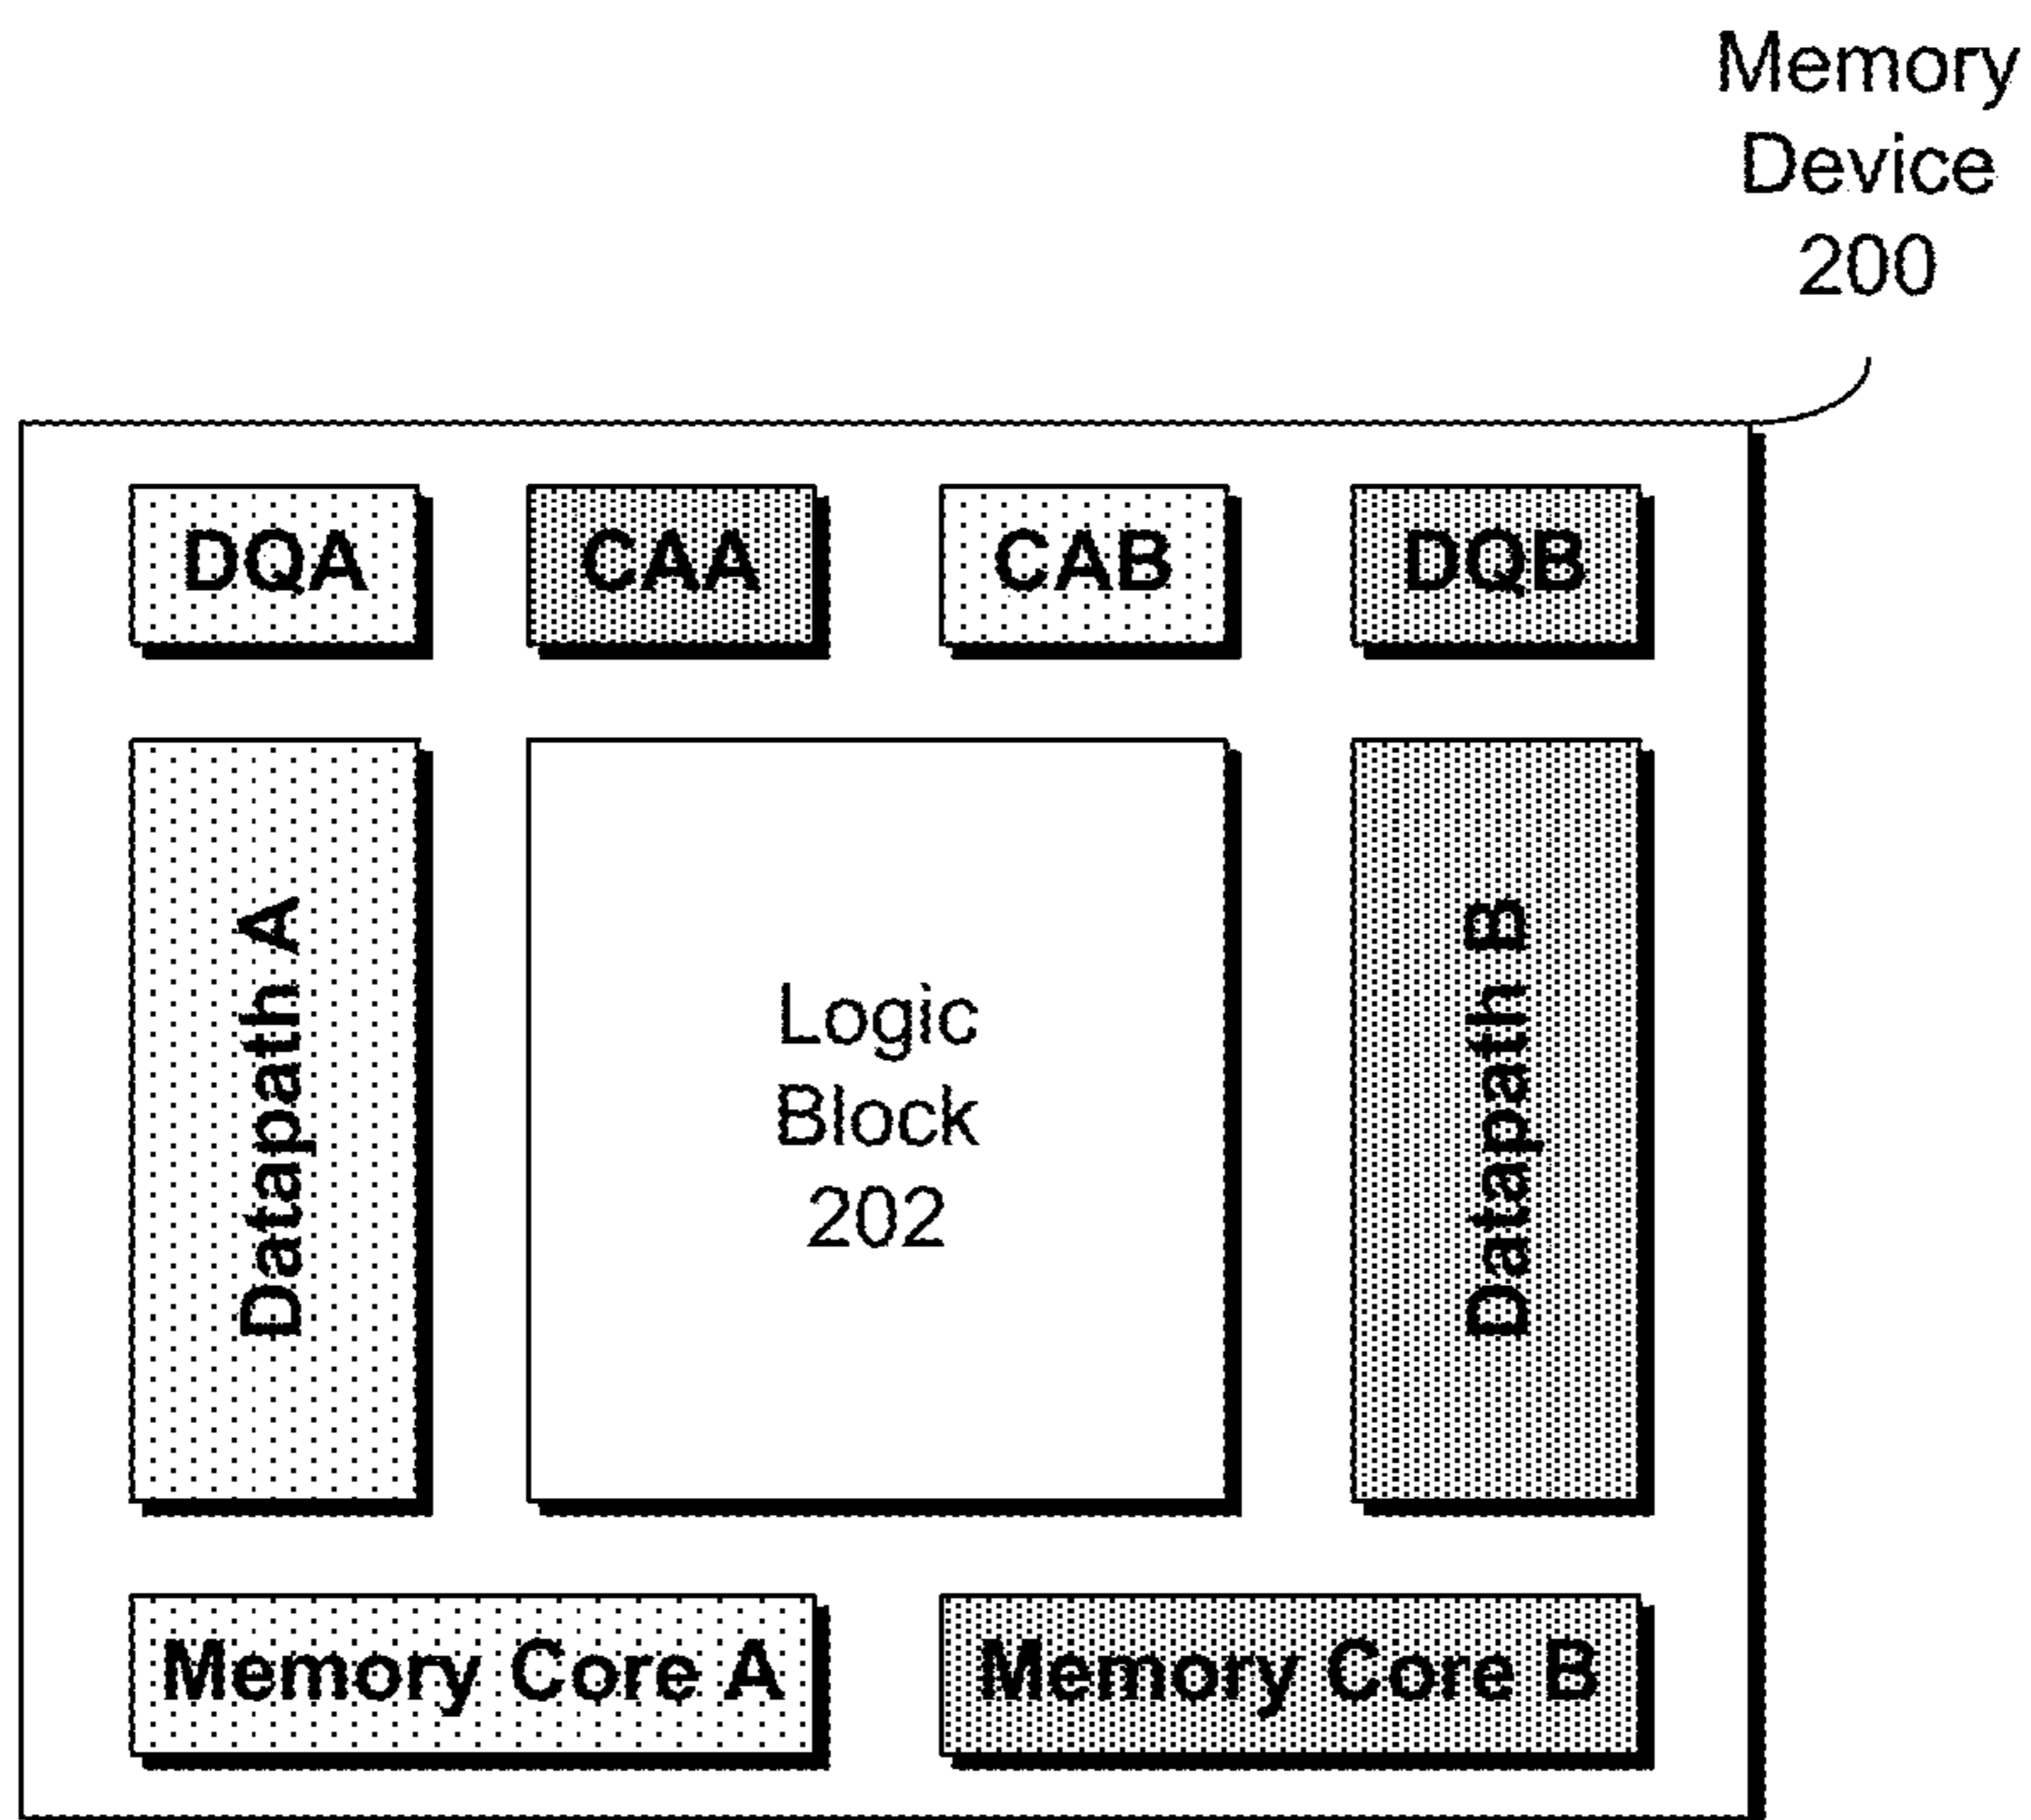 Memory
Device
200
DQA
CAA
CAB
DQB
Datapath A
Logic
Block
202
Datapath B
Memory Core A
Memory Core B